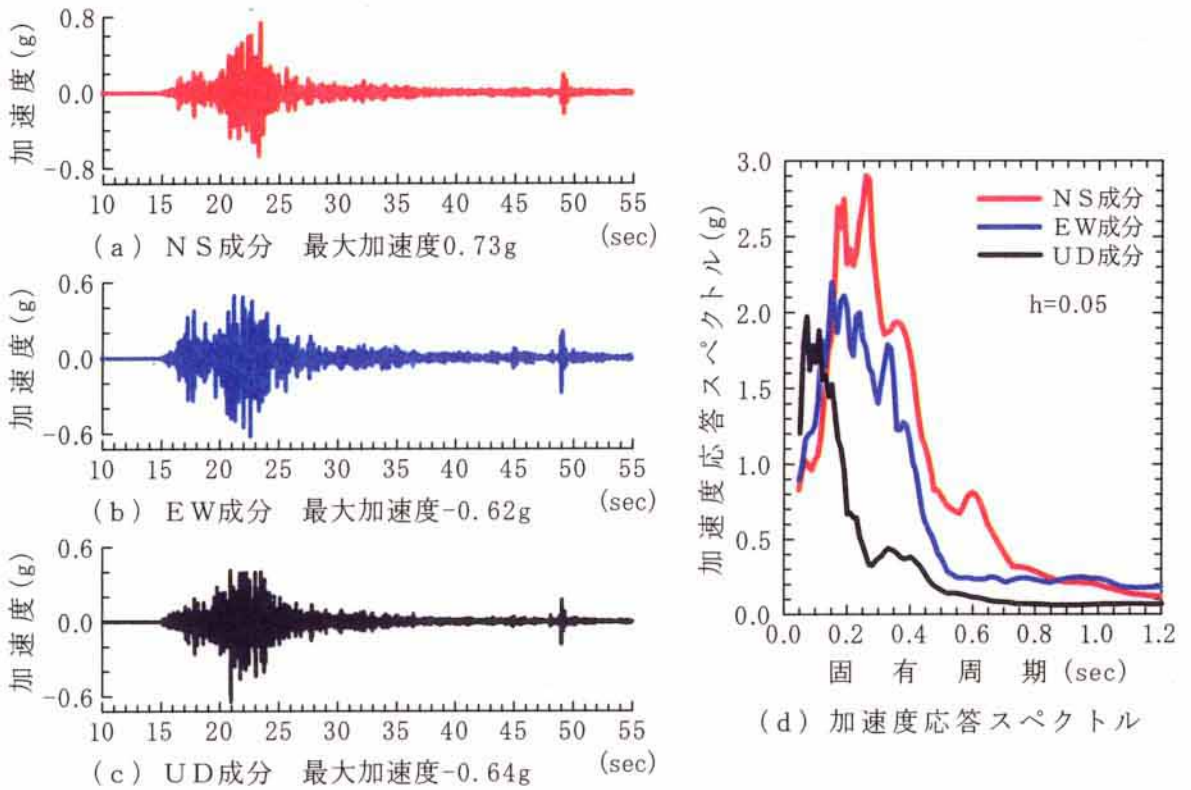 加速度(g)
0.8
0.0
-0.8
10 15 20 25 30 35 40 45 50 55
(a) NS成分 最大加速度0.73g (sec)
加速度(g)
0.6
0.0
-0.6
10 15 20 25 30 35 40 45 50 55
(b) EW成分 最大加速度-0.62g (sec)
加速度(g)
0.6
0.0
-0.6
10 15 20 25 30 35 40 45 50 55
(c) UD成分 最大加速度-0.64g (sec)
加速度応答スペクトル(g)
3.0
2.5
2.0
1.5
1.0
0.5
0.0
NS成分
EW成分
UD成分
h=0.05
0.0 0.2 0.4 0.6 0.8 1.0 1.2
固有周期(sec)
(d) 加速度応答スペクトル